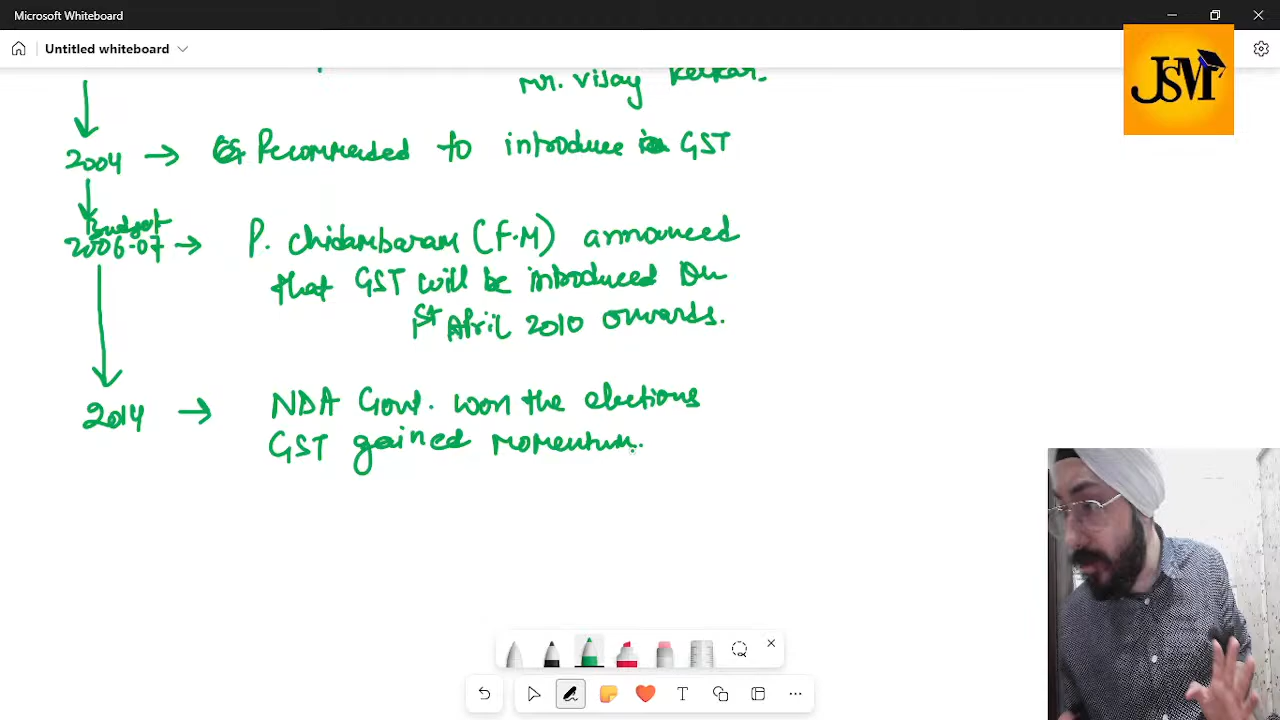 Microsoft Whiteboard
Untitled whiteboard
JSM
mr. Vijay Kelkar.
2004 → Recommended to introduce GST
Budget
2006-07 → P. Chidambaram (F.M) announced
that GST will be introduced on
1st April 2010 onwards.
2014 → NDA Govt. won the elections
GST gained momentum.
T